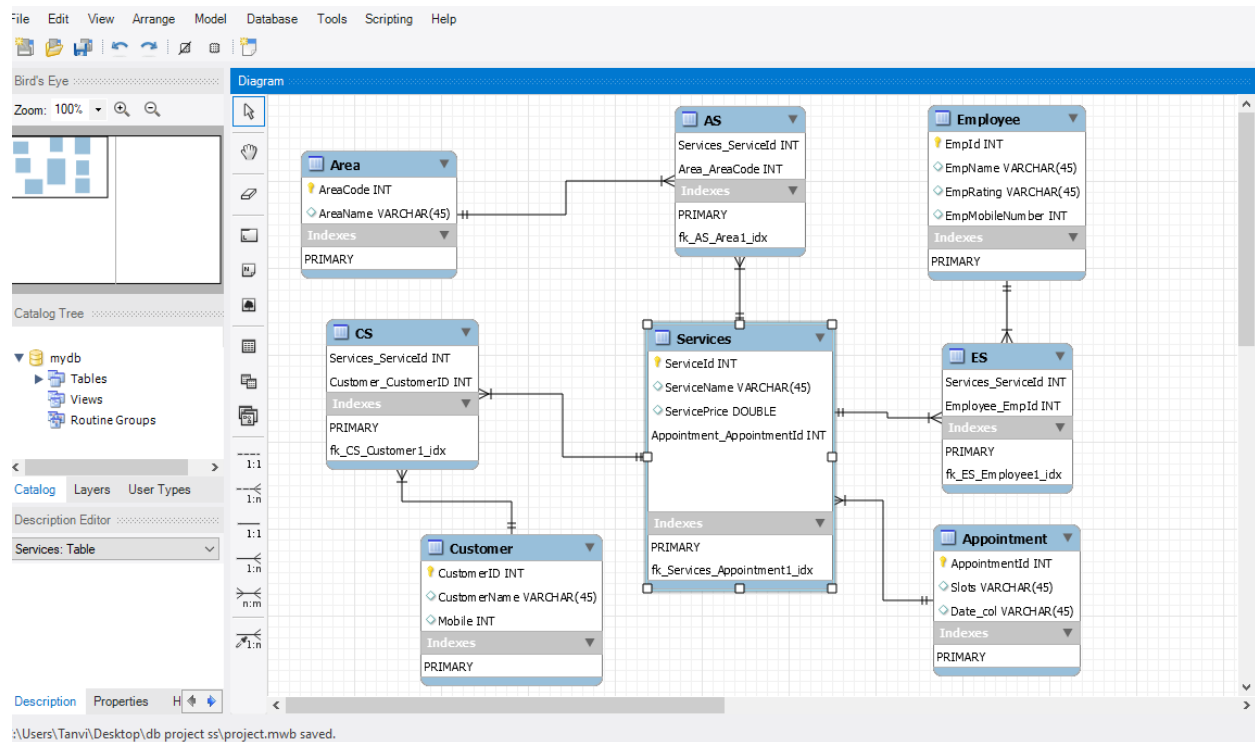 File Edit View Arrange Model Database Tools Scripting Help
Bird's Eye
Zoom: 100%
Catalog Tree
mydb
Tables
Views
Routine Groups
Catalog Layers User Types
Description Editor
Services: Table
Description Properties H
:\Users\Tanvi\Desktop\db project ss\project.mwb saved.
Diagram
1:1
1:n
1:1
1:n
n:m
1:n
Area
AreaCode INT
AreaName VARCHAR(45)
Indexes
PRIMARY
AS
Services_ServiceId INT
Area_AreaCode INT
Indexes
PRIMARY
fk_AS_Area1_idx
Employee
EmpId INT
EmpName VARCHAR(45)
EmpRating VARCHAR(45)
EmpMobileNumber INT
Indexes
PRIMARY
CS
Services_ServiceId INT
Customer_CustomerID INT
Indexes
PRIMARY
fk_CS_Customer1_idx
Services
ServiceId INT
ServiceName VARCHAR(45)
ServicePrice DOUBLE
Appointment_AppointmentId INT
Indexes
PRIMARY
fk_Services_Appointment1_idx
ES
Services_ServiceId INT
Employee_EmpId INT
Indexes
PRIMARY
fk_ES_Employee1_idx
Customer
CustomerID INT
CustomerName VARCHAR(45)
Mobile INT
Indexes
PRIMARY
Appointment
AppointmentId INT
Slots VARCHAR(45)
Date_col VARCHAR(45)
Indexes
PRIMARY